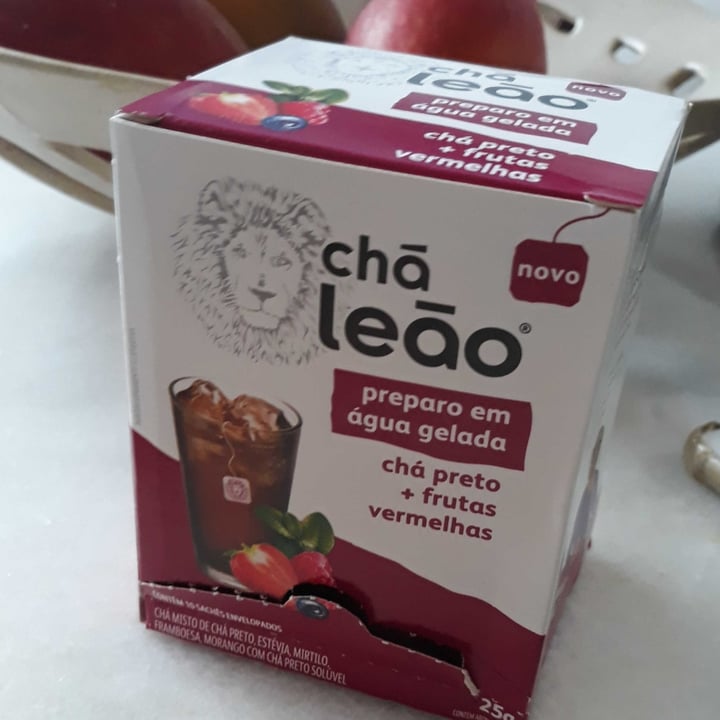 chá
leão®
novo
preparo em
água gelada
chá preto
+ frutas
vermelhas
chá
leão®
novo
preparo em
água gelada
chá preto
+ frutas
vermelhas
CONTÉM 10 SACHÊS ENVELOPADOS
CHÁ MISTO DE CHÁ PRETO, ESTÉVIA, MIRTILO,
FRAMBOESA, MORANGO COM CHÁ PRETO SOLÚVEL
25g